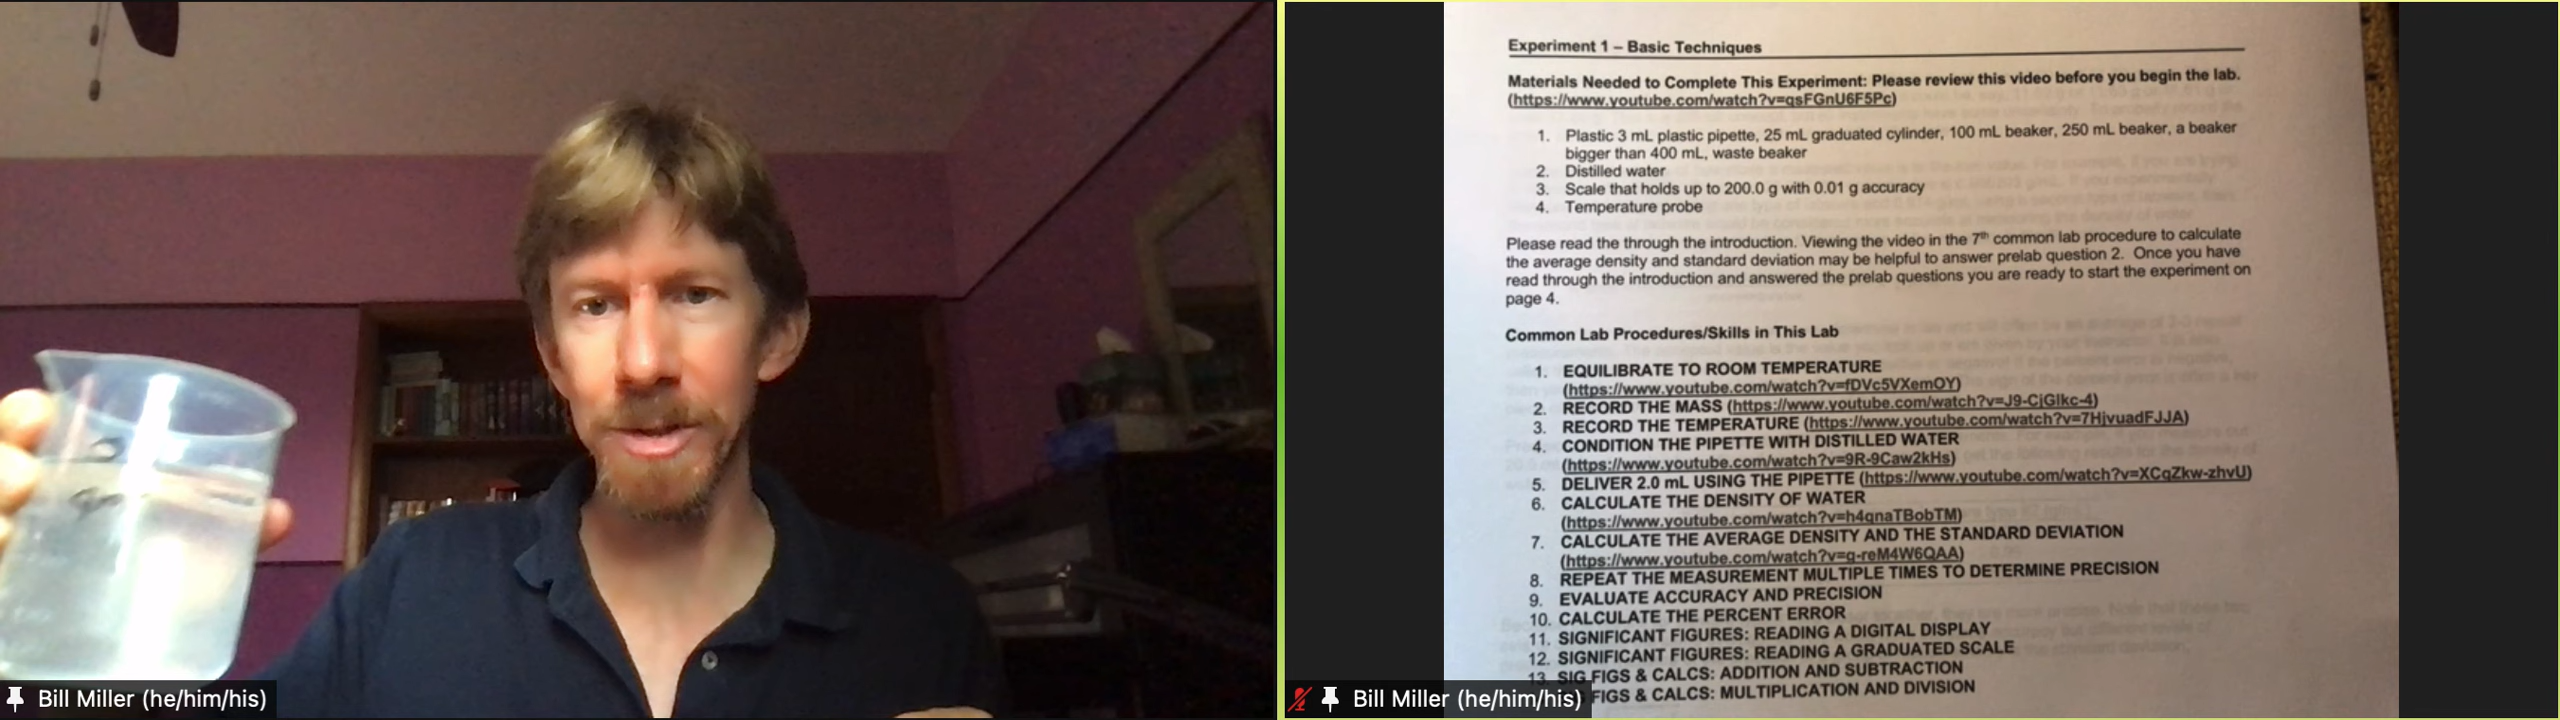 Bill Miller (he/him/his)
Experiment 1 – Basic Techniques
Materials Needed to Complete This Experiment: Please review this video before you begin the lab.
(https://www.youtube.com/watch?v=qsFGnU6F5Pc)
1. Plastic 3 mL plastic pipette, 25 mL graduated cylinder, 100 mL beaker, 250 mL beaker, a beaker
bigger than 400 mL, waste beaker
2. Distilled water
3. Scale that holds up to 200.0 g with 0.01 g accuracy
4. Temperature probe
Please read the through the introduction. Viewing the video in the 7th common lab procedure to calculate
the average density and standard deviation may be helpful to answer prelab question 2. Once you have
read through the introduction and answered the prelab questions you are ready to start the experiment on
page 4.
Common Lab Procedures/Skills in This Lab
1. EQUILIBRATE TO ROOM TEMPERATURE
(https://www.youtube.com/watch?v=fDVc5VXemOY)
2. RECORD THE MASS (https://www.youtube.com/watch?v=J9-CjGlkc-4)
3. RECORD THE TEMPERATURE (https://www.youtube.com/watch?v=7HjvuadFJJA)
4. CONDITION THE PIPETTE WITH DISTILLED WATER
(https://www.youtube.com/watch?v=9R-9Caw2kHs)
5. DELIVER 2.0 mL USING THE PIPETTE (https://www.youtube.com/watch?v=XCqZkw-zhvU)
6. CALCULATE THE DENSITY OF WATER
(https://www.youtube.com/watch?v=h4qnaTBobTM)
7. CALCULATE THE AVERAGE DENSITY AND THE STANDARD DEVIATION
(https://www.youtube.com/watch?v=q-reM4W6QAA)
8. REPEAT THE MEASUREMENT MULTIPLE TIMES TO DETERMINE PRECISION
9. EVALUATE ACCURACY AND PRECISION
10. CALCULATE THE PERCENT ERROR
11. SIGNIFICANT FIGURES: READING A DIGITAL DISPLAY
12. SIGNIFICANT FIGURES: READING A GRADUATED SCALE
13. SIG FIGS & CALCS: ADDITION AND SUBTRACTION
FIGS & CALCS: MULTIPLICATION AND DIVISION
Bill Miller (he/him/his)